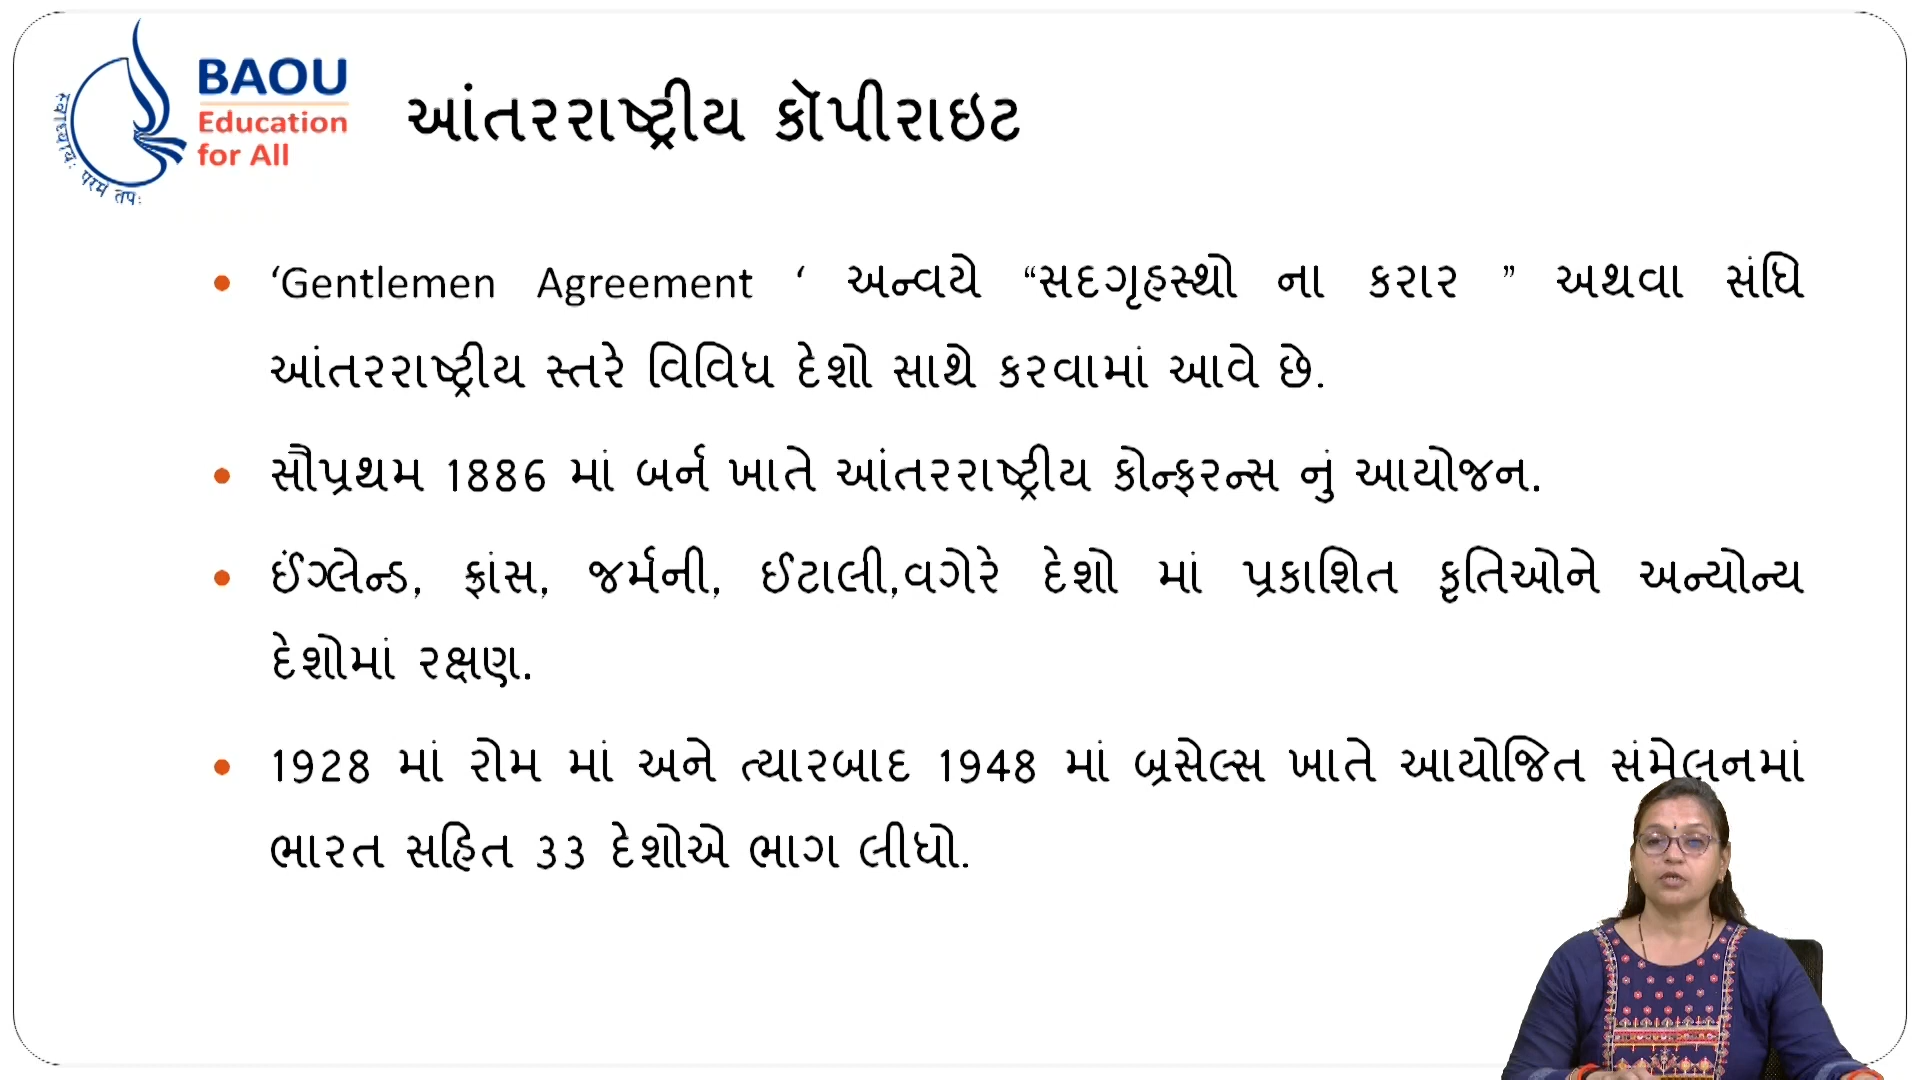 BAOU
Education
for All
स्वाध्यायः परमं तपः
આંતરરાષ્ટ્રીય કૉપીરાઇટ
‘Gentlemen Agreement ‘ અન્વયે “સદગૃહસ્થો ના કરાર ” અથવા સંધિ
આંતરરાષ્ટ્રીય સ્તરે વિવિધ દેશો સાથે કરવામાં આવે છે.
સૌપ્રથમ 1886 માં બર્ન ખાતે આંતરરાષ્ટ્રીય કોન્ફરન્સ નું આયોજન.
ઈંગ્લેન્ડ, ફ્રાંસ, જર્મની, ઈટાલી,વગેરે દેશો માં પ્રકાશિત કૃતિઓને અન્યોન્ય
દેશોમાં રક્ષણ.
1928 માં રોમ માં અને ત્યારબાદ 1948 માં બ્રસેલ્સ ખાતે આયોજિત સંમેલનમાં
ભારત સહિત 33 દેશોએ ભાગ લીધો.